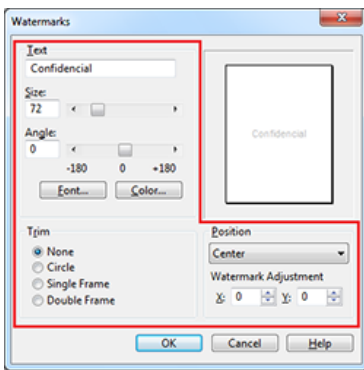 Watermarks
Text
Confidencial
Size:
72
Angle:
0
-180 0 +180
Font... Color...
Confidencial
Trim
None
Circle
Single Frame
Double Frame
Position
Center
Watermark Adjustment
X: 0 Y: 0
OK Cancel Help